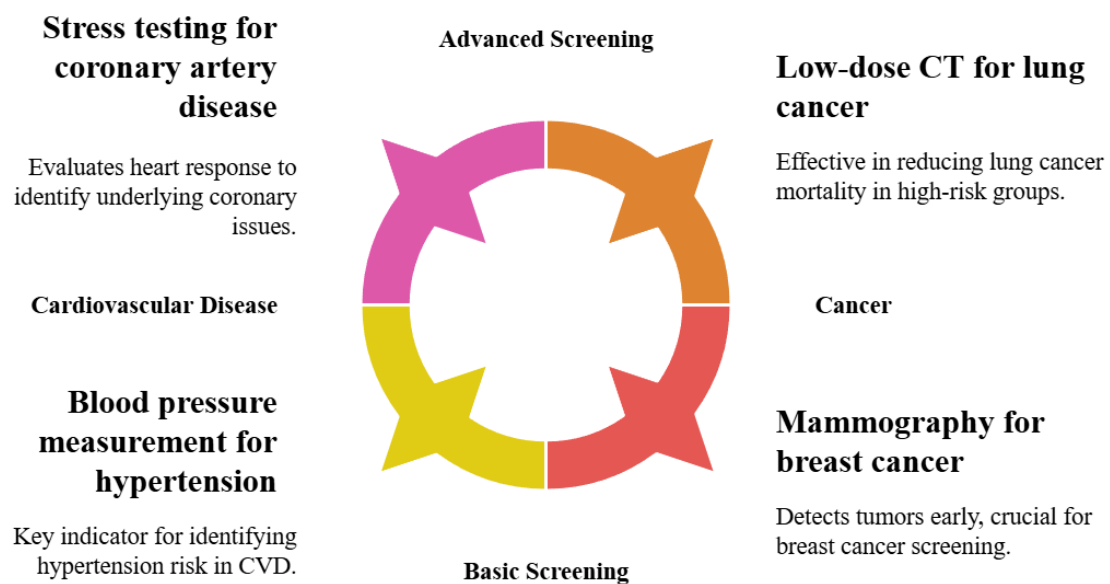 Stress testing for
coronary artery
disease
Evaluates heart response to
identify underlying coronary
issues.
Advanced Screening
Low-dose CT for lung
cancer
Effective in reducing lung cancer
mortality in high-risk groups.
Cardiovascular Disease
Cancer
Blood pressure
measurement for
hypertension
Key indicator for identifying
hypertension risk in CVD.
Mammography for
breast cancer
Detects tumors early, crucial for
breast cancer screening.
Basic Screening